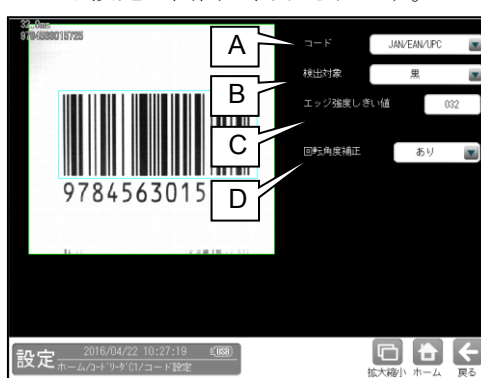 32.0ms
9784563015725
A
コード
JAN/EAN/UPC
B
検出対象
黒
C
エッジ強度しきい値
032
D
回転角度補正
あり
9784563015
設定
2016/04/22 10:27:19
USB
ホーム/コードリーダC1/コード設定
拡大縮小
ホーム
戻る